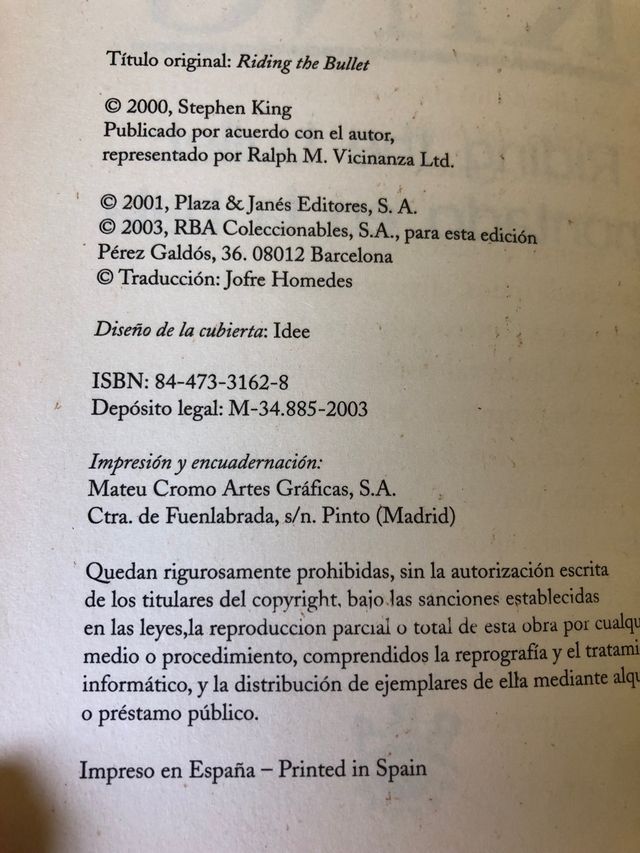 Título original: Riding the Bullet
© 2000, Stephen King
Publicado por acuerdo con el autor,
representado por Ralph M. Vicinanza Ltd.
© 2001, Plaza & Janés Editores, S. A.
© 2003, RBA Coleccionables, S.A., para esta edición
Pérez Galdós, 36. 08012 Barcelona
© Traducción: Jofre Homedes
Diseño de la cubierta: Idee
ISBN: 84-473-3162-8
Depósito legal: M-34.885-2003
Impresión y encuadernación:
Mateu Cromo Artes Gráficas, S.A.
Ctra. de Fuenlabrada, s/n. Pinto (Madrid)
Quedan rigurosamente prohibidas, sin la autorización escrita
de los titulares del copyright, bajo las sanciones establecidas
en las leyes,la reproduccion parcial o total de esta obra por cualqu
medio o procedimiento, comprendidos la reprografía y el tratami
informático, y la distribución de ejemplares de ella mediante alqu
o préstamo público.
Impreso en España – Printed in Spain